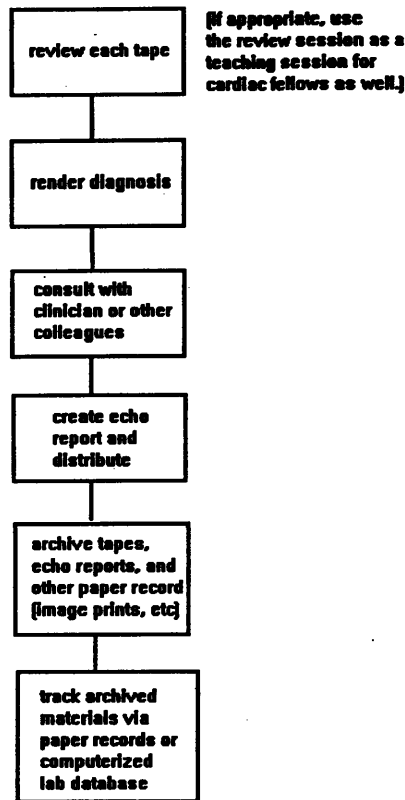 review each tape
[If appropriate, use
the review session as a
teaching session for
cardiac fellows as well.]
render diagnosis
consult with
clinician or other
colleagues
create echo
report and
distribute
archive tapes,
echo reports, and
other paper record
[image prints, etc]
track archived
materials via
paper records or
computerized
lab database